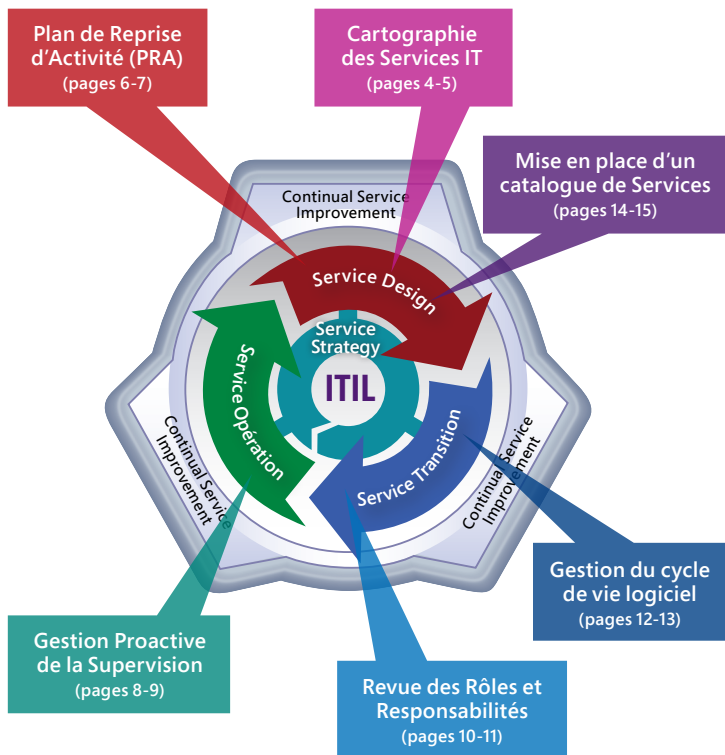 Plan de Reprise
d’Activité (PRA)
(pages 6-7)
Cartographie
des Services IT
(pages 4-5)
Mise en place d’un
catalogue de Services
(pages 14-15)
Continual Service
Improvement
Service Design
Service
Strategy
ITIL
Service Opération
Service Transition
Continual Service
Improvement
Continual Service
Improvement
Gestion du cycle
de vie logiciel
(pages 12-13)
Gestion Proactive
de la Supervision
(pages 8-9)
Revue des Rôles et
Responsabilités
(pages 10-11)